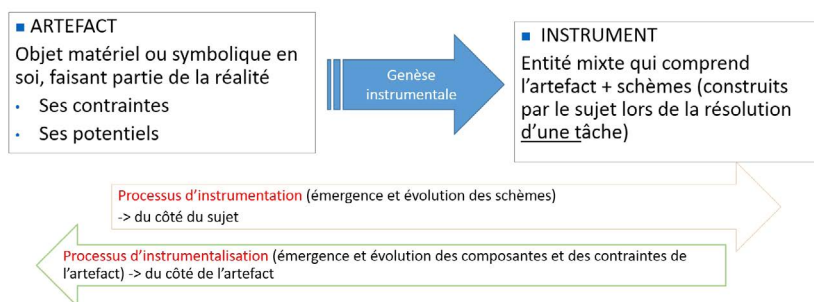 ▪ ARTEFACT
Objet matériel ou symbolique en
soi, faisant partie de la réalité
• Ses contraintes
• Ses potentiels
Genèse
instrumentale
▪ INSTRUMENT
Entité mixte qui comprend
l'artefact + schèmes (construits
par le sujet lors de la résolution
d'une tâche)
Processus d'instrumentation (émergence et évolution des schèmes)
-> du côté du sujet
Processus d'instrumentalisation (émergence et évolution des composantes et des contraintes de
l'artefact) -> du côté de l'artefact